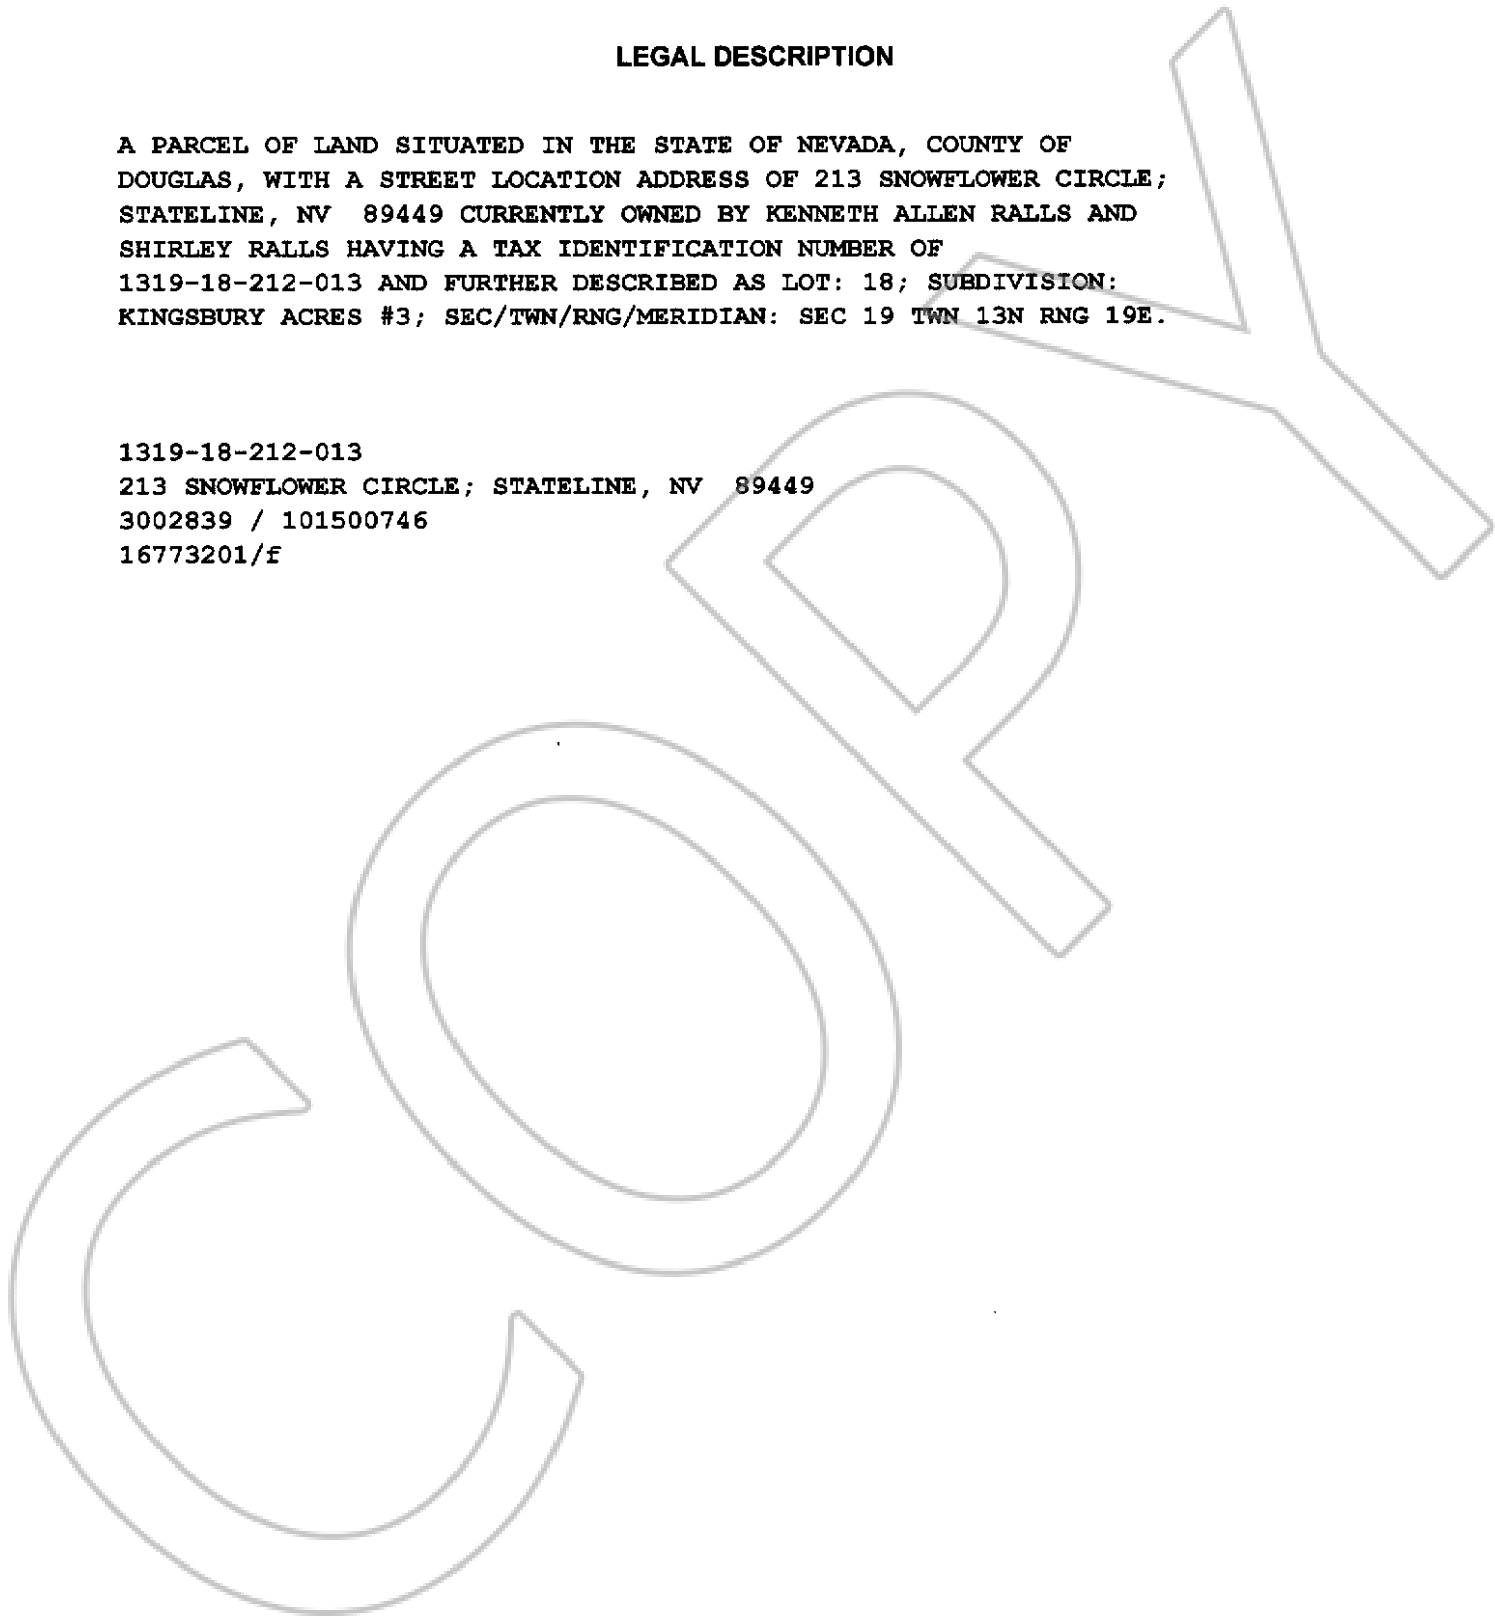 LEGAL DESCRIPTION
A PARCEL OF LAND SITUATED IN THE STATE OF NEVADA, COUNTY OF
DOUGLAS, WITH A STREET LOCATION ADDRESS OF 213 SNOWFLOWER CIRCLE;
STATELINE, NV  89449 CURRENTLY OWNED BY KENNETH ALLEN RALLS AND
SHIRLEY RALLS HAVING A TAX IDENTIFICATION NUMBER OF
1319-18-212-013 AND FURTHER DESCRIBED AS LOT: 18; SUBDIVISION:
KINGSBURY ACRES #3; SEC/TWN/RNG/MERIDIAN: SEC 19 TWN 13N RNG 19E.
1319-18-212-013
213 SNOWFLOWER CIRCLE; STATELINE, NV  89449
3002839 / 101500746
16773201/f
COPY